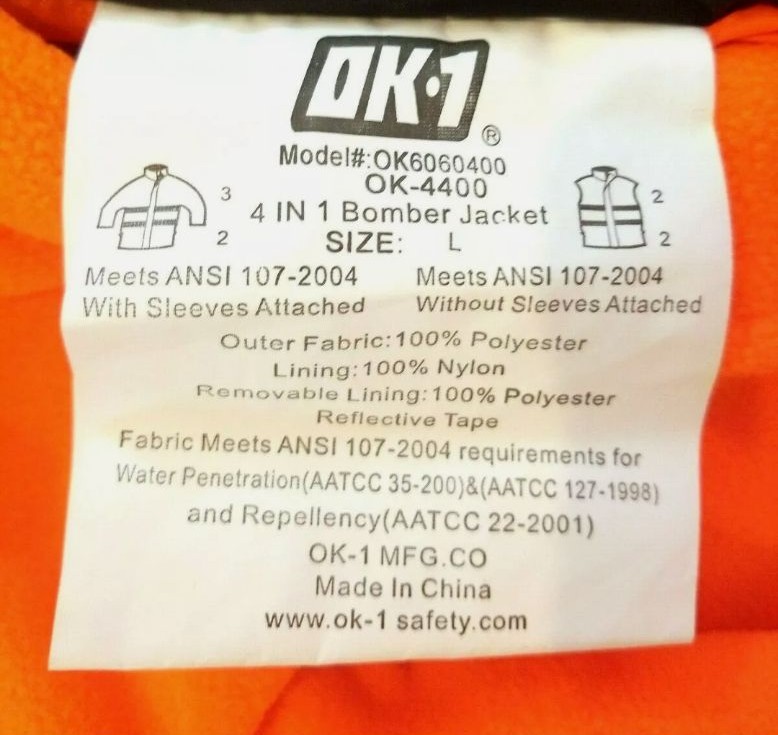 OK·1
®
Model#:OK6060400
OK-4400
4 IN 1 Bomber Jacket
SIZE: L
3
2
2
2
Meets ANSI 107-2004
With Sleeves Attached
Meets ANSI 107-2004
Without Sleeves Attached
Outer Fabric:100% Polyester
Lining:100% Nylon
Removable Lining:100% Polyester
Reflective Tape
Fabric Meets ANSI 107-2004 requirements for
Water Penetration(AATCC 35-200)&(AATCC 127-1998)
and Repellency(AATCC 22-2001)
OK-1 MFG.CO
Made In China
www.ok-1 safety.com